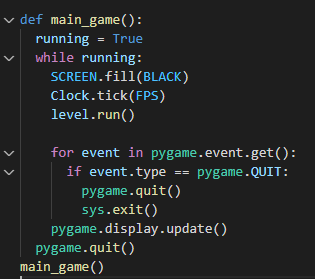 def main_game():
  running = True
  while running:
    SCREEN.fill(BLACK)
    Clock.tick(FPS)
    level.run()

    for event in pygame.event.get():
      if event.type == pygame.QUIT:
        pygame.quit()
        sys.exit()
    pygame.display.update()
  pygame.quit()
main_game()